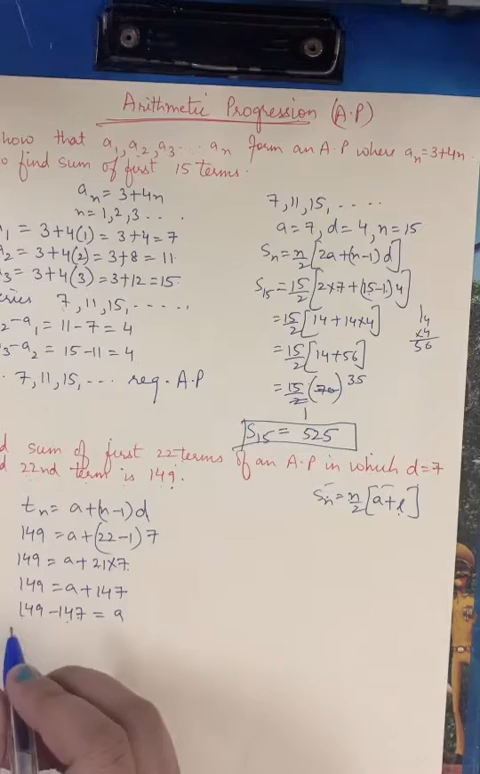 Arithmetic Progression (A.P)
how that a₁, a₂, a₃... aₙ form an A.P where aₙ = 3+4n.
o find sum of first 15 terms.
aₙ = 3+4n
n = 1, 2, 3 ...
₁ = 3+4(1) = 3+4 = 7
₂ = 3+4(2) = 3+8 = 11
₃ = 3+4(3) = 3+12 = 15
eries 7, 11, 15, .....
₂-a₁ = 11-7 = 4
₃-a₂ = 15-11 = 4
7, 11, 15, ... req. A.P
7, 11, 15, ....
a = 7, d = 4, n = 15
Sₙ = n/2 [2a+(n-1)d]
S₁₅ = 15/2 [2×7+(15-1)4]
= 15/2 [14+14×4]
= 15/2 [14+56]
= 15/2 (70) 35
1
S₁₅ = 525
14
×4
56
d sum of first 22 terms of an A.P in which d=7
d 22nd term is 149.
tₙ = a+(n-1)d
149 = a+(22-1)7
149 = a+21×7
149 = a+147
149-147 = a
Sₙ = n/2 [a+l]